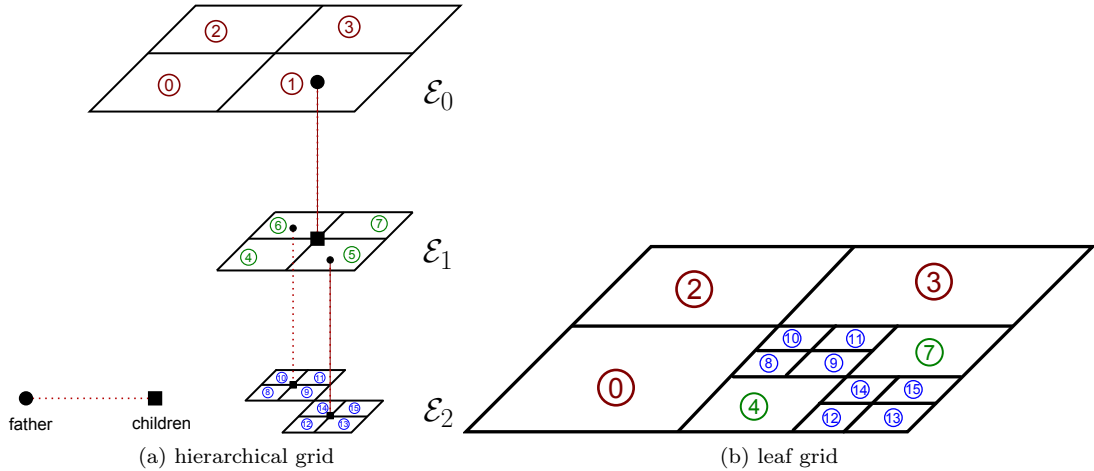 2 3
0 1
ℰ₀
6 7
4 5
ℰ₁
10 11
8 9
14 15
12 13
ℰ₂
father children
(a) hierarchical grid
2 3
10 11
8 9 7
0 4
14 15
12 13
(b) leaf grid